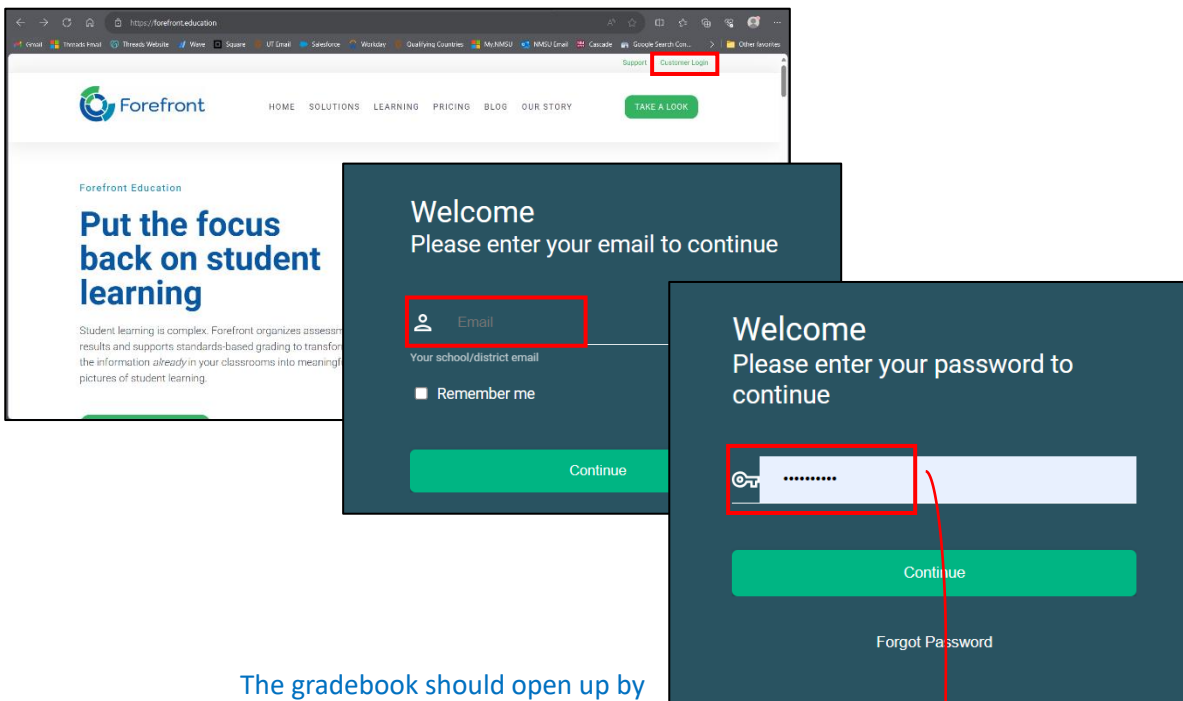 https://forefront.education
Gmail Threads Email Threads Website Wave Square UT Email Salesforce Workday Qualifying Countries My.NMSU NMSU Email Cascade Google Search Con... Other favorites
Support Customer Login
Forefront
HOME SOLUTIONS LEARNING PRICING BLOG OUR STORY TAKE A LOOK
Forefront Education
Put the focus
back on student
learning
Student learning is complex. Forefront organizes assessm
results and supports standards-based grading to transfor
the information already in your classrooms into meaningf
pictures of student learning.
Welcome
Please enter your email to continue
Email
Your school/district email
Remember me
Continue
Welcome
Please enter your password to
continue
••••••••••
Continue
Forgot Password
The gradebook should open up by